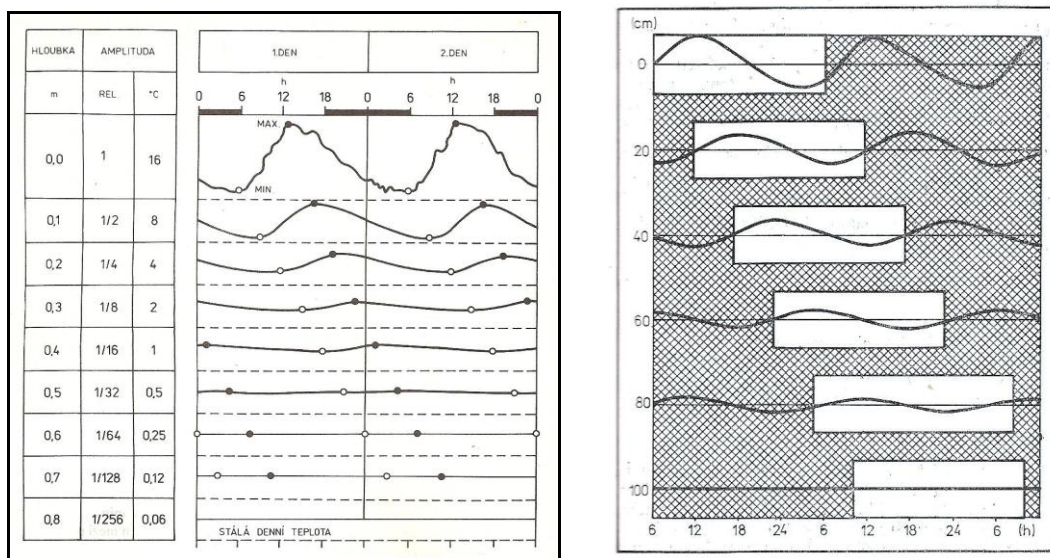 HLOUBKA AMPLITUDA 1.DEN 2.DEN
h h
m REL. °C 0 6 12 18 0 6 12 18 0
MAX.
0,0 1 16
MIN
0,1 1/2 8
0,2 1/4 4
0,3 1/8 2
0,4 1/16 1
0,5 1/32 0,5
0,6 1/64 0,25
0,7 1/128 0,12
0,8 1/256 0,06
STÁLÁ DENNÍ TEPLOTA
(cm)
0
20
40
60
80
100
6 12 18 24 6 12 18 24 6 (h)